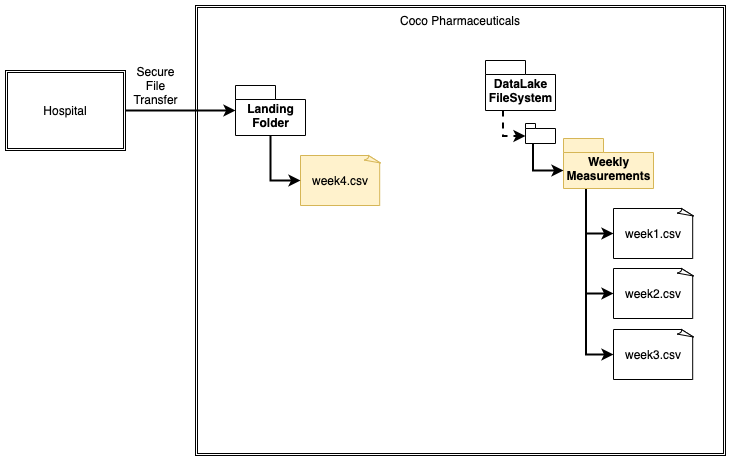 Coco Pharmaceuticals
Hospital
Secure
File
Transfer
Landing
Folder
week4.csv
DataLake
FileSystem
Weekly
Measurements
week1.csv
week2.csv
week3.csv